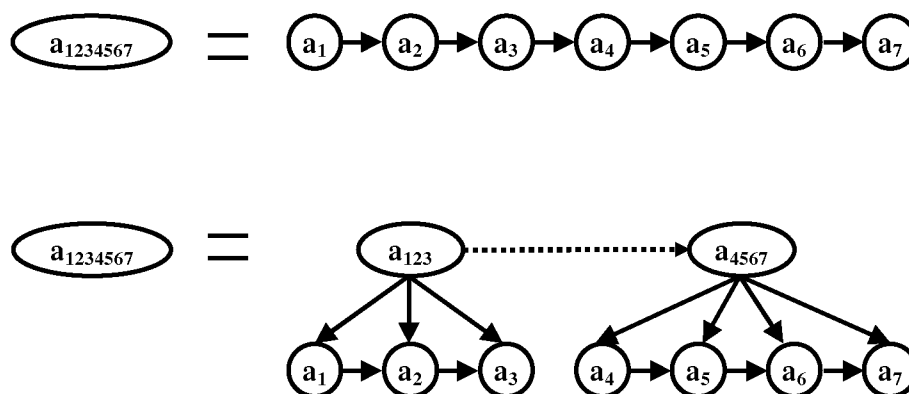 a1234567 = a1 a2 a3 a4 a5 a6 a7
a1234567 = a123 a4567
a1 a2 a3 a4 a5 a6 a7